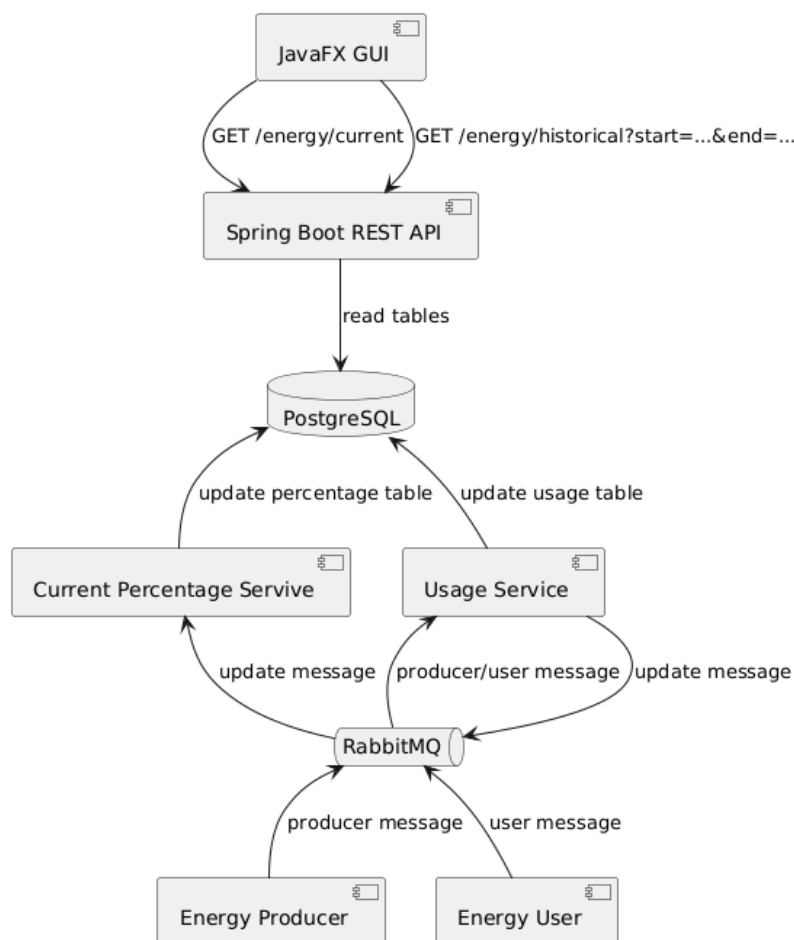 JavaFX GUI
GET /energy/current
GET /energy/historical?start=...&end=...
Spring Boot REST API
read tables
PostgreSQL
update percentage table
update usage table
Current Percentage Servive
Usage Service
update message
producer/user message
update message
RabbitMQ
producer message
user message
Energy Producer
Energy User